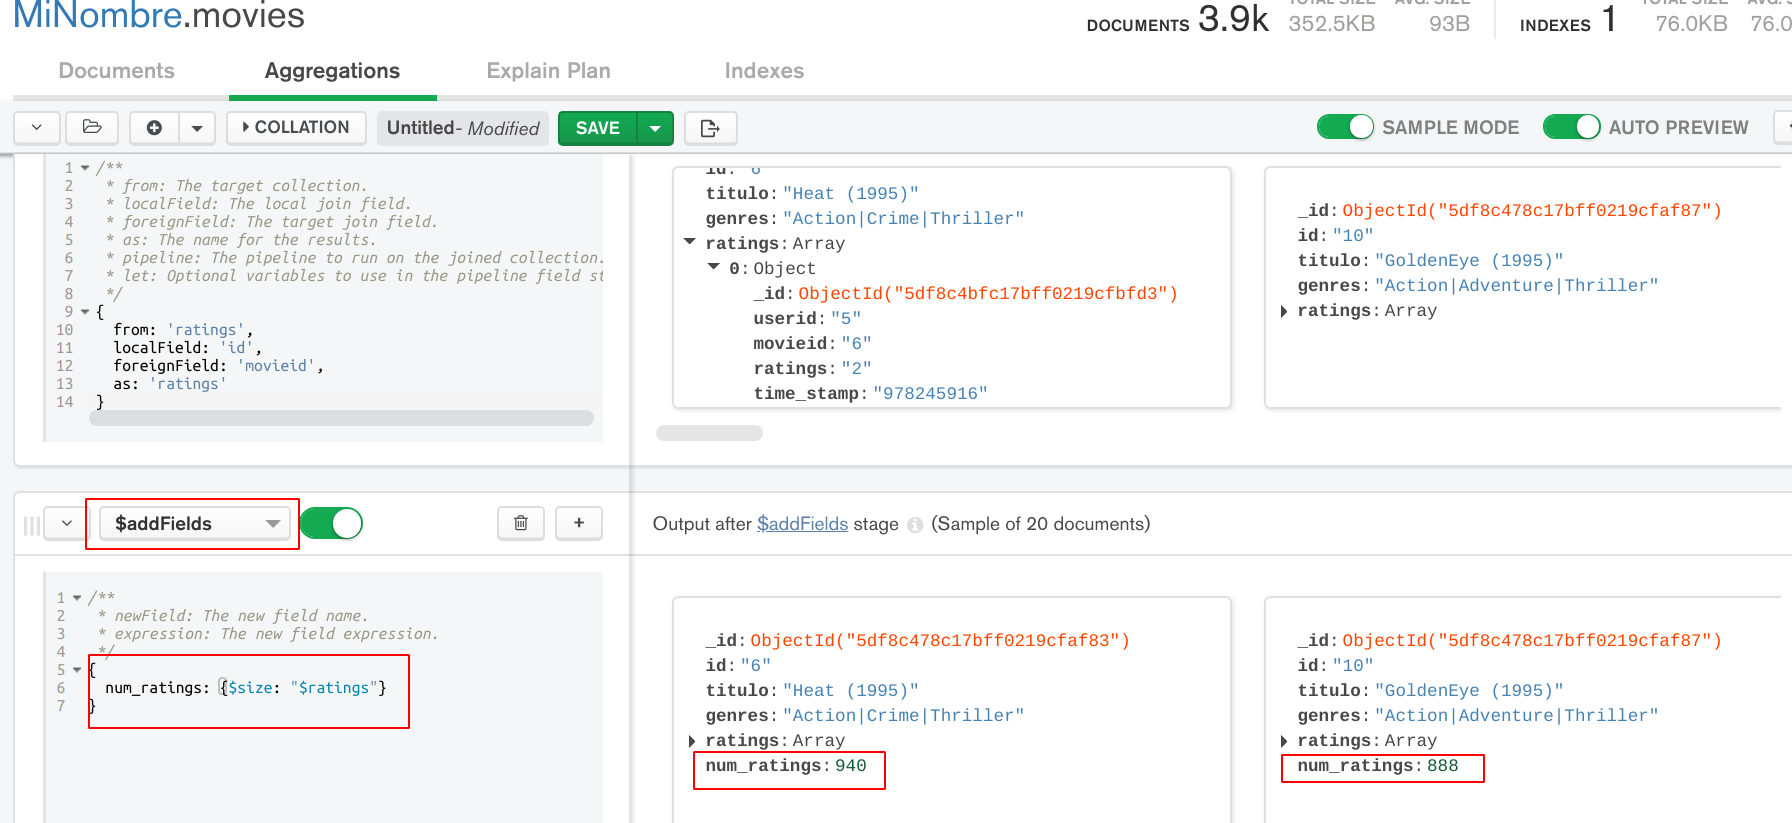 MiNombre.movies
DOCUMENTS 3.9k TOTAL SIZE 352.5KB AVG. SIZE 93B INDEXES 1 TOTAL SIZE 76.0KB 76.0
Documents Aggregations Explain Plan Indexes
COLLATION Untitled- Modified SAVE SAMPLE MODE AUTO PREVIEW
1 /**
2 * from: The target collection.
3 * localField: The local join field.
4 * foreignField: The target join field.
5 * as: The name for the results.
6 * pipeline: The pipeline to run on the joined collection.
7 * let: Optional variables to use in the pipeline field st
8 */
9 {
10 from: 'ratings',
11 localField: 'id',
12 foreignField: 'movieid',
13 as: 'ratings'
14 }
id: "6"
titulo: "Heat (1995)"
genres: "Action|Crime|Thriller"
ratings: Array
0: Object
_id: ObjectId("5df8c4bfc17bff0219cfbfd3")
userid: "5"
movieid: "6"
ratings: "2"
time_stamp: "978245916"
_id: ObjectId("5df8c478c17bff0219cfaf87")
id: "10"
titulo: "GoldenEye (1995)"
genres: "Action|Adventure|Thriller"
ratings: Array
$addFields
Output after $addFields stage (Sample of 20 documents)
1 /**
2 * newField: The new field name.
3 * expression: The new field expression.
4 */
5 {
6 num_ratings: {$size: "$ratings"}
7 }
_id: ObjectId("5df8c478c17bff0219cfaf83")
id: "6"
titulo: "Heat (1995)"
genres: "Action|Crime|Thriller"
ratings: Array
num_ratings: 940
_id: ObjectId("5df8c478c17bff0219cfaf87")
id: "10"
titulo: "GoldenEye (1995)"
genres: "Action|Adventure|Thriller"
ratings: Array
num_ratings: 888